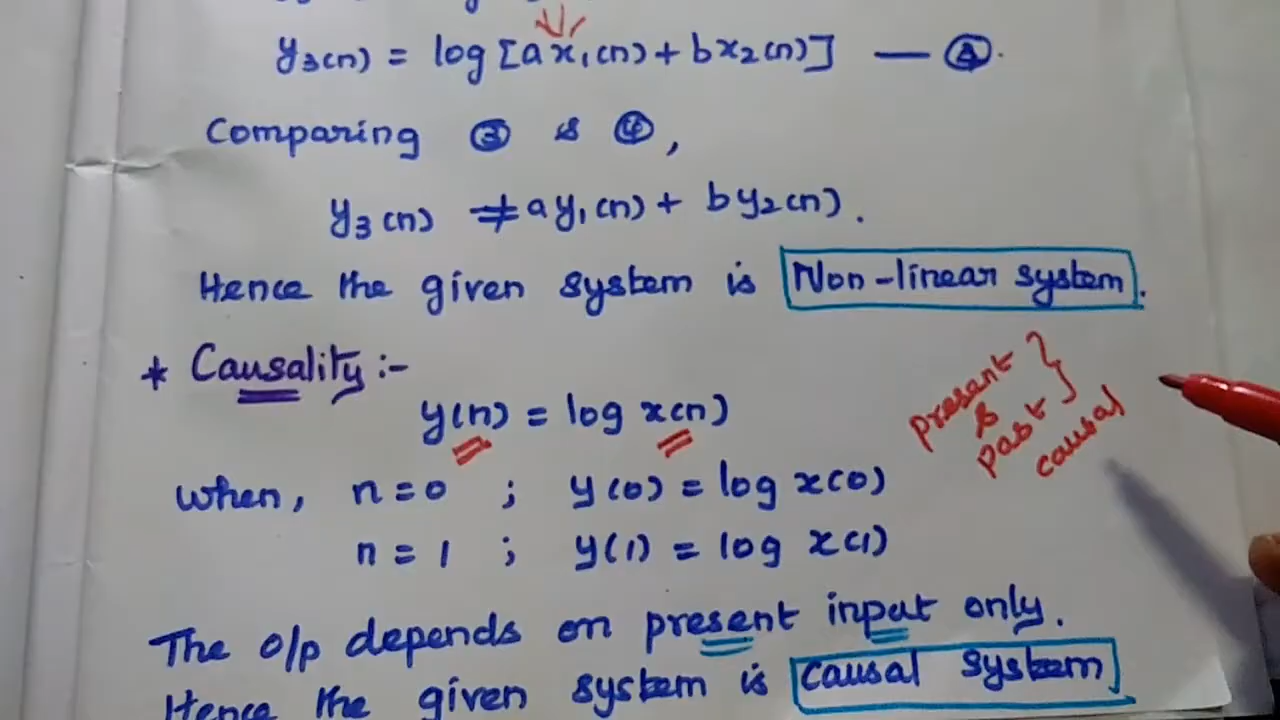 y₃(n) = log [a x₁(n) + b x₂(n)] —
Comparing ③ & ④,
y₃(n) ≠ a y₁(n) + b y₂(n).
Hence the given system is Non-linear system.
* Causality :-
y(n) = log x(n)
present
&
past
} causal
when, n = 0 ; y(0) = log x(0)
n = 1 ; y(1) = log x(1)
The o/p depends on present input only.
Hence the given system is causal system